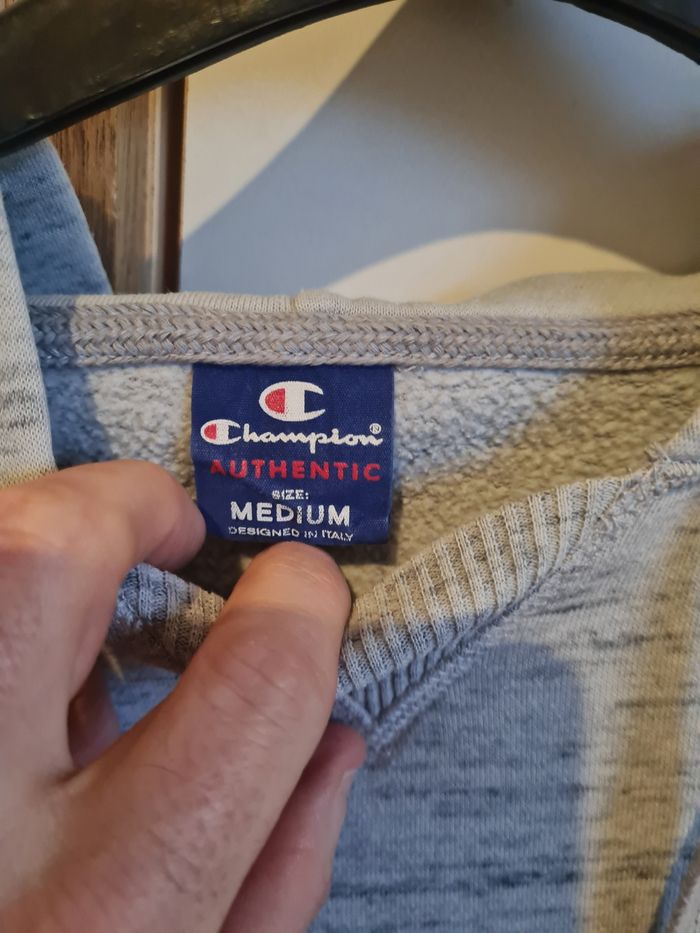 Champion®
AUTHENTIC
SIZE:
MEDIUM
DESIGNED IN ITALY